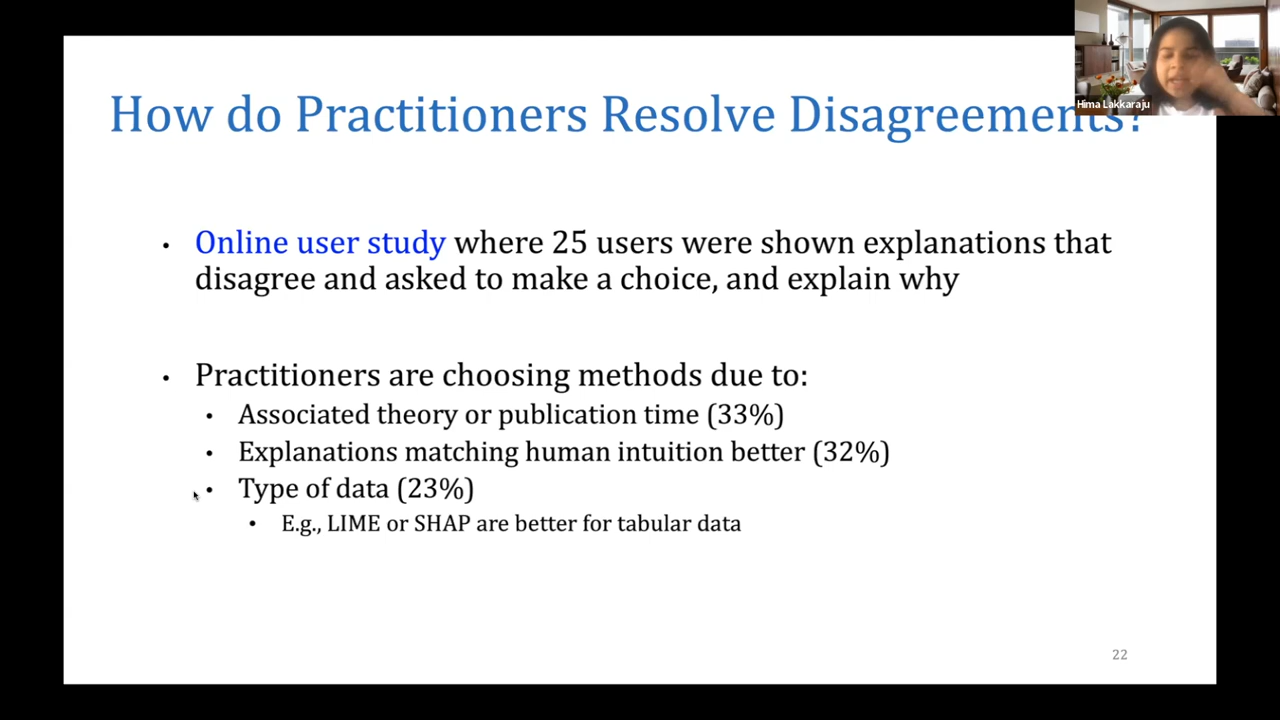 How do Practitioners Resolve Disagreements?
Hima Lakkaraju
• Online user study where 25 users were shown explanations that
disagree and asked to make a choice, and explain why
• Practitioners are choosing methods due to:
• Associated theory or publication time (33%)
• Explanations matching human intuition better (32%)
• Type of data (23%)
• E.g., LIME or SHAP are better for tabular data
22